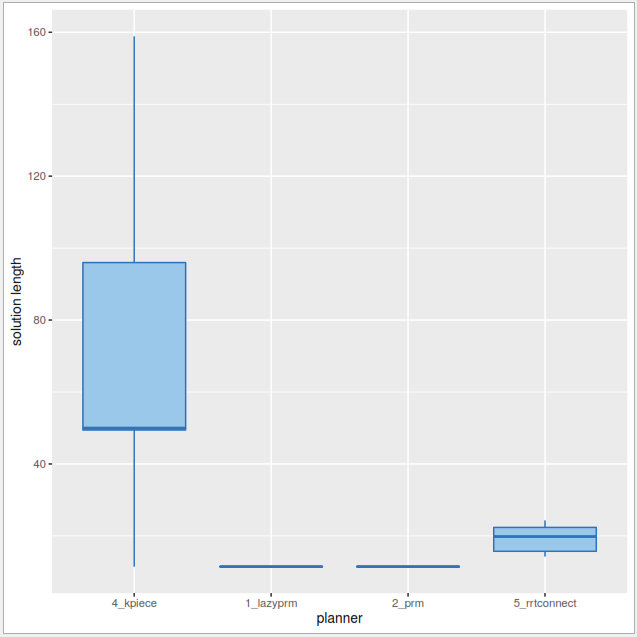 160
120
80
40
solution length
4_kpiece
1_lazyprm
2_prm
5_rrtconnect
planner